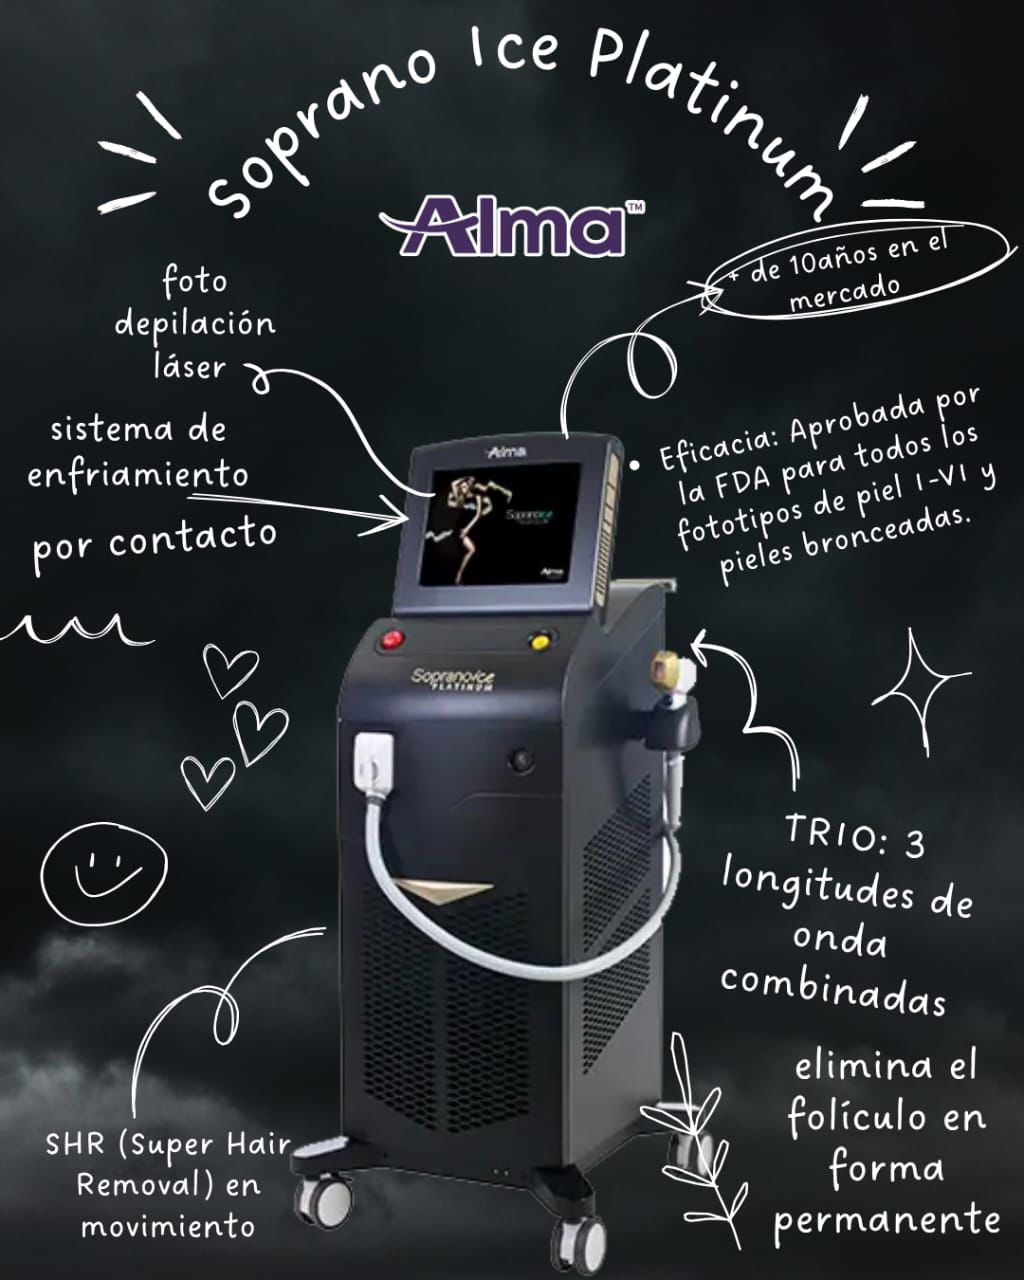 Soprano Ice Platinum
Alma™
foto
depilación
láser
+ de 10años en el
mercado
sistema de
enfriamiento
por contacto
• Eficacia: Aprobada por
la FDA para todos los
fototipos de piel I-VI y
pieles bronceadas.
Alma
Sopranoice
Alma
Sopranoice
PLATINUM
TRIO: 3
longitudes de
onda
combinadas
elimina el
folículo en
forma
permanente
SHR (Super Hair
Removal) en
movimiento